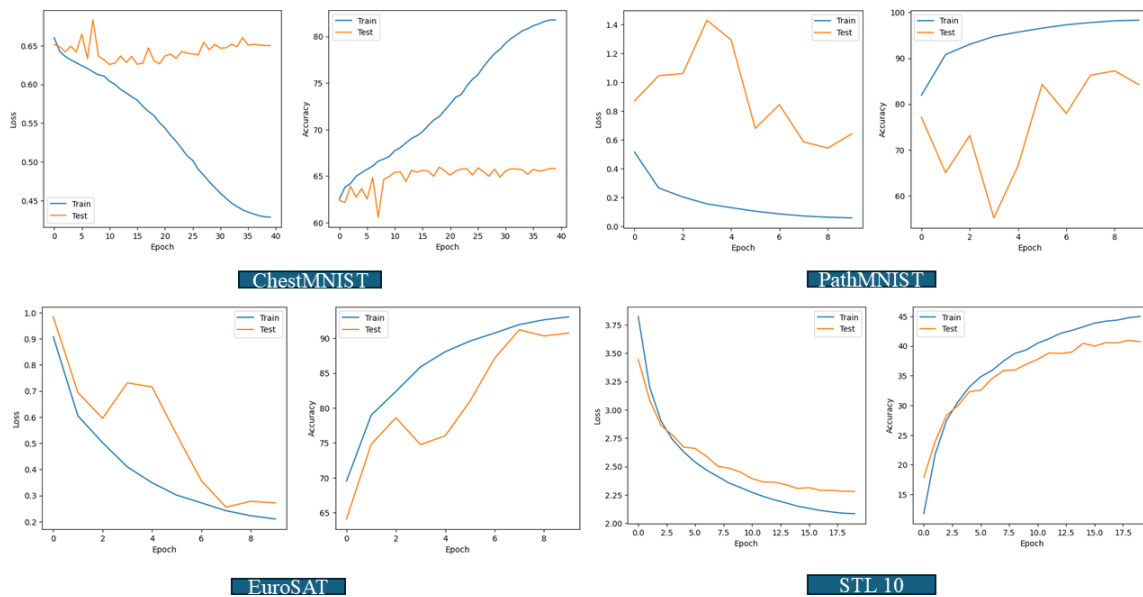 Train
Test
0.65
0.60
0.55
0.50
0.45
Loss
0 5 10 15 20 25 30 35 40
Epoch
Train
Test
80
75
70
65
60
Accuracy
0 5 10 15 20 25 30 35 40
Epoch
ChestMNIST
Train
Test
1.4
1.2
1.0
0.8
0.6
0.4
0.2
0.0
Loss
0 2 4 6 8
Epoch
Train
Test
100
90
80
70
60
Accuracy
0 2 4 6 8
Epoch
PathMNIST
Train
Test
1.0
0.9
0.8
0.7
0.6
0.5
0.4
0.3
0.2
Loss
0 2 4 6 8
Epoch
Train
Test
90
85
80
75
70
65
Accuracy
0 2 4 6 8
Epoch
EuroSAT
Train
Test
3.75
3.50
3.25
3.00
2.75
2.50
2.25
2.00
Loss
0.0 2.5 5.0 7.5 10.0 12.5 15.0 17.5
Epoch
Train
Test
45
40
35
30
25
20
15
Accuracy
0.0 2.5 5.0 7.5 10.0 12.5 15.0 17.5
Epoch
STL 10